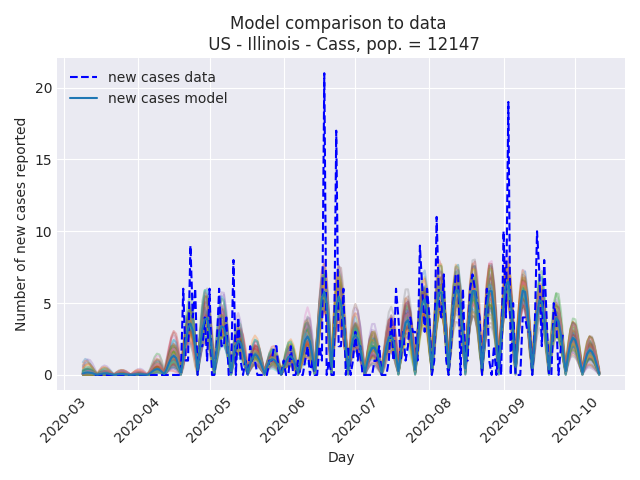 Model comparison to data
US - Illinois - Cass, pop. = 12147
new cases data
new cases model
Number of new cases reported
20
15
10
5
0
2020-03
2020-04
2020-05
2020-06
2020-07
2020-08
2020-09
2020-10
Day